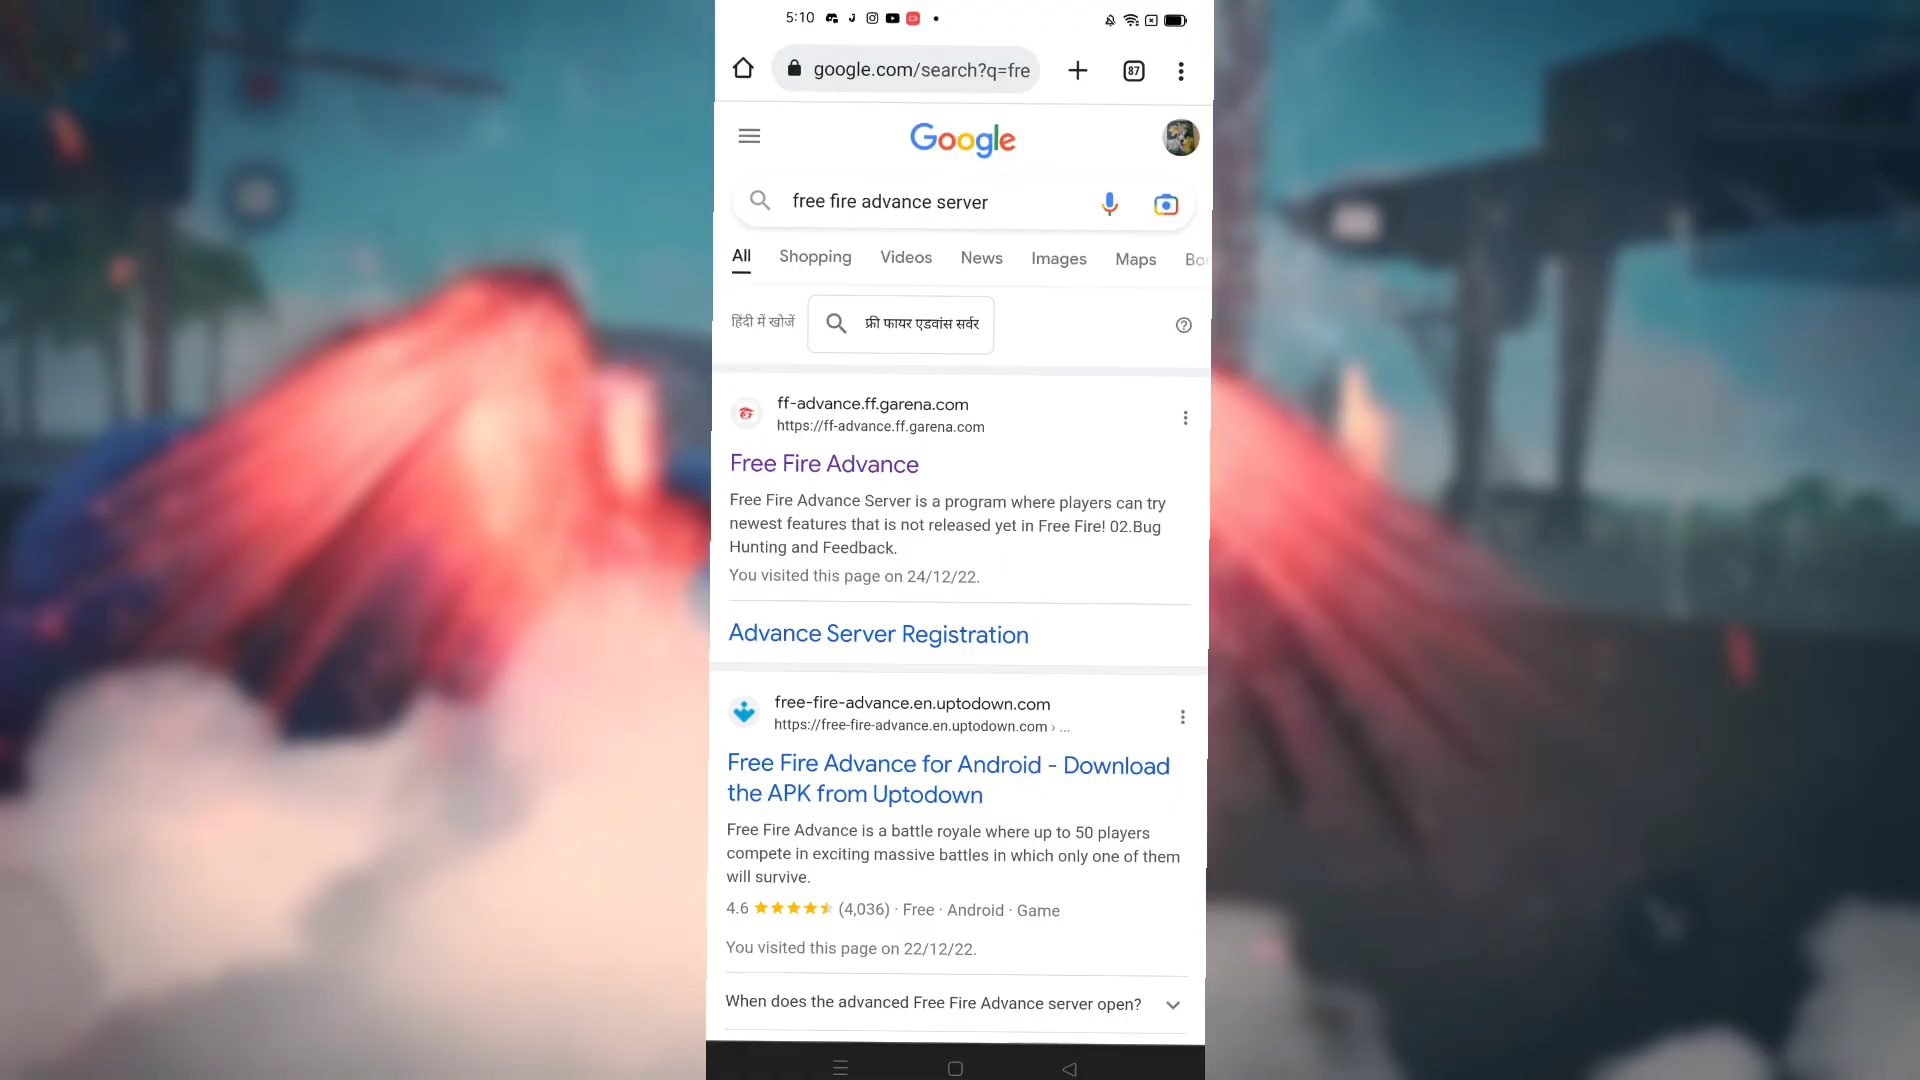 5:10
google.com/search?q=fre
87
Google
free fire advance server
All Shopping Videos News Images Maps Bo
हिंदी में खोजें
फ्री फायर एडवांस सर्वर
ff-advance.ff.garena.com
https://ff-advance.ff.garena.com
Free Fire Advance
Free Fire Advance Server is a program where players can try
newest features that is not released yet in Free Fire! 02.Bug
Hunting and Feedback.
You visited this page on 24/12/22.
Advance Server Registration
free-fire-advance.en.uptodown.com
https://free-fire-advance.en.uptodown.com › ...
Free Fire Advance for Android - Download
the APK from Uptodown
Free Fire Advance is a battle royale where up to 50 players
compete in exciting massive battles in which only one of them
will survive.
4.6 ★★★★★ (4,036) · Free · Android · Game
You visited this page on 22/12/22.
When does the advanced Free Fire Advance server open?